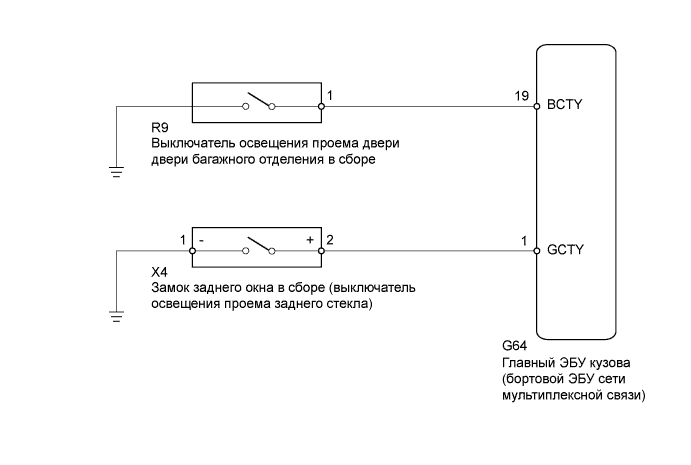 1
19
BCTY
R9
Выключатель освещения проема двери
двери багажного отделения в сборе
1
-
+
2
1
GCTY
X4
Замок заднего окна в сборе (выключатель
освещения проема заднего стекла)
G64
Главный ЭБУ кузова
(бортовой ЭБУ сети
мультиплексной связи)